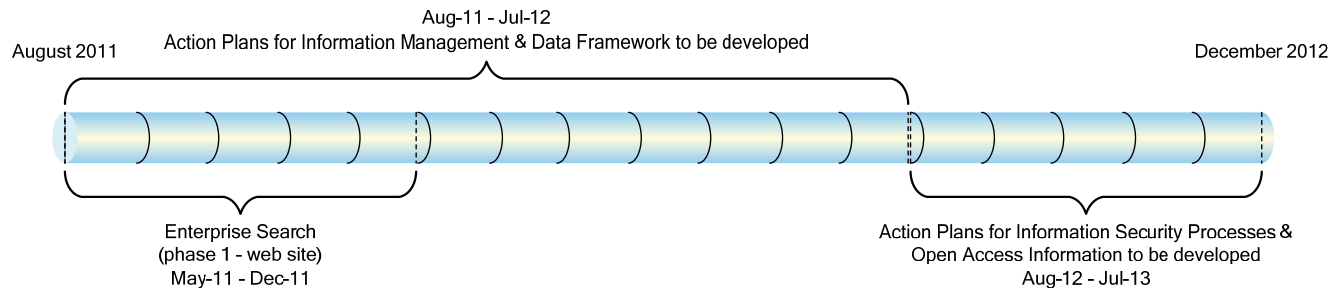 Aug-11 - Jul-12
Action Plans for Information Management & Data Framework to be developed
August 2011
December 2012
Enterprise Search
(phase 1 - web site)
May-11 - Dec-11
Action Plans for Information Security Processes &
Open Access Information to be developed
Aug-12 - Jul-13